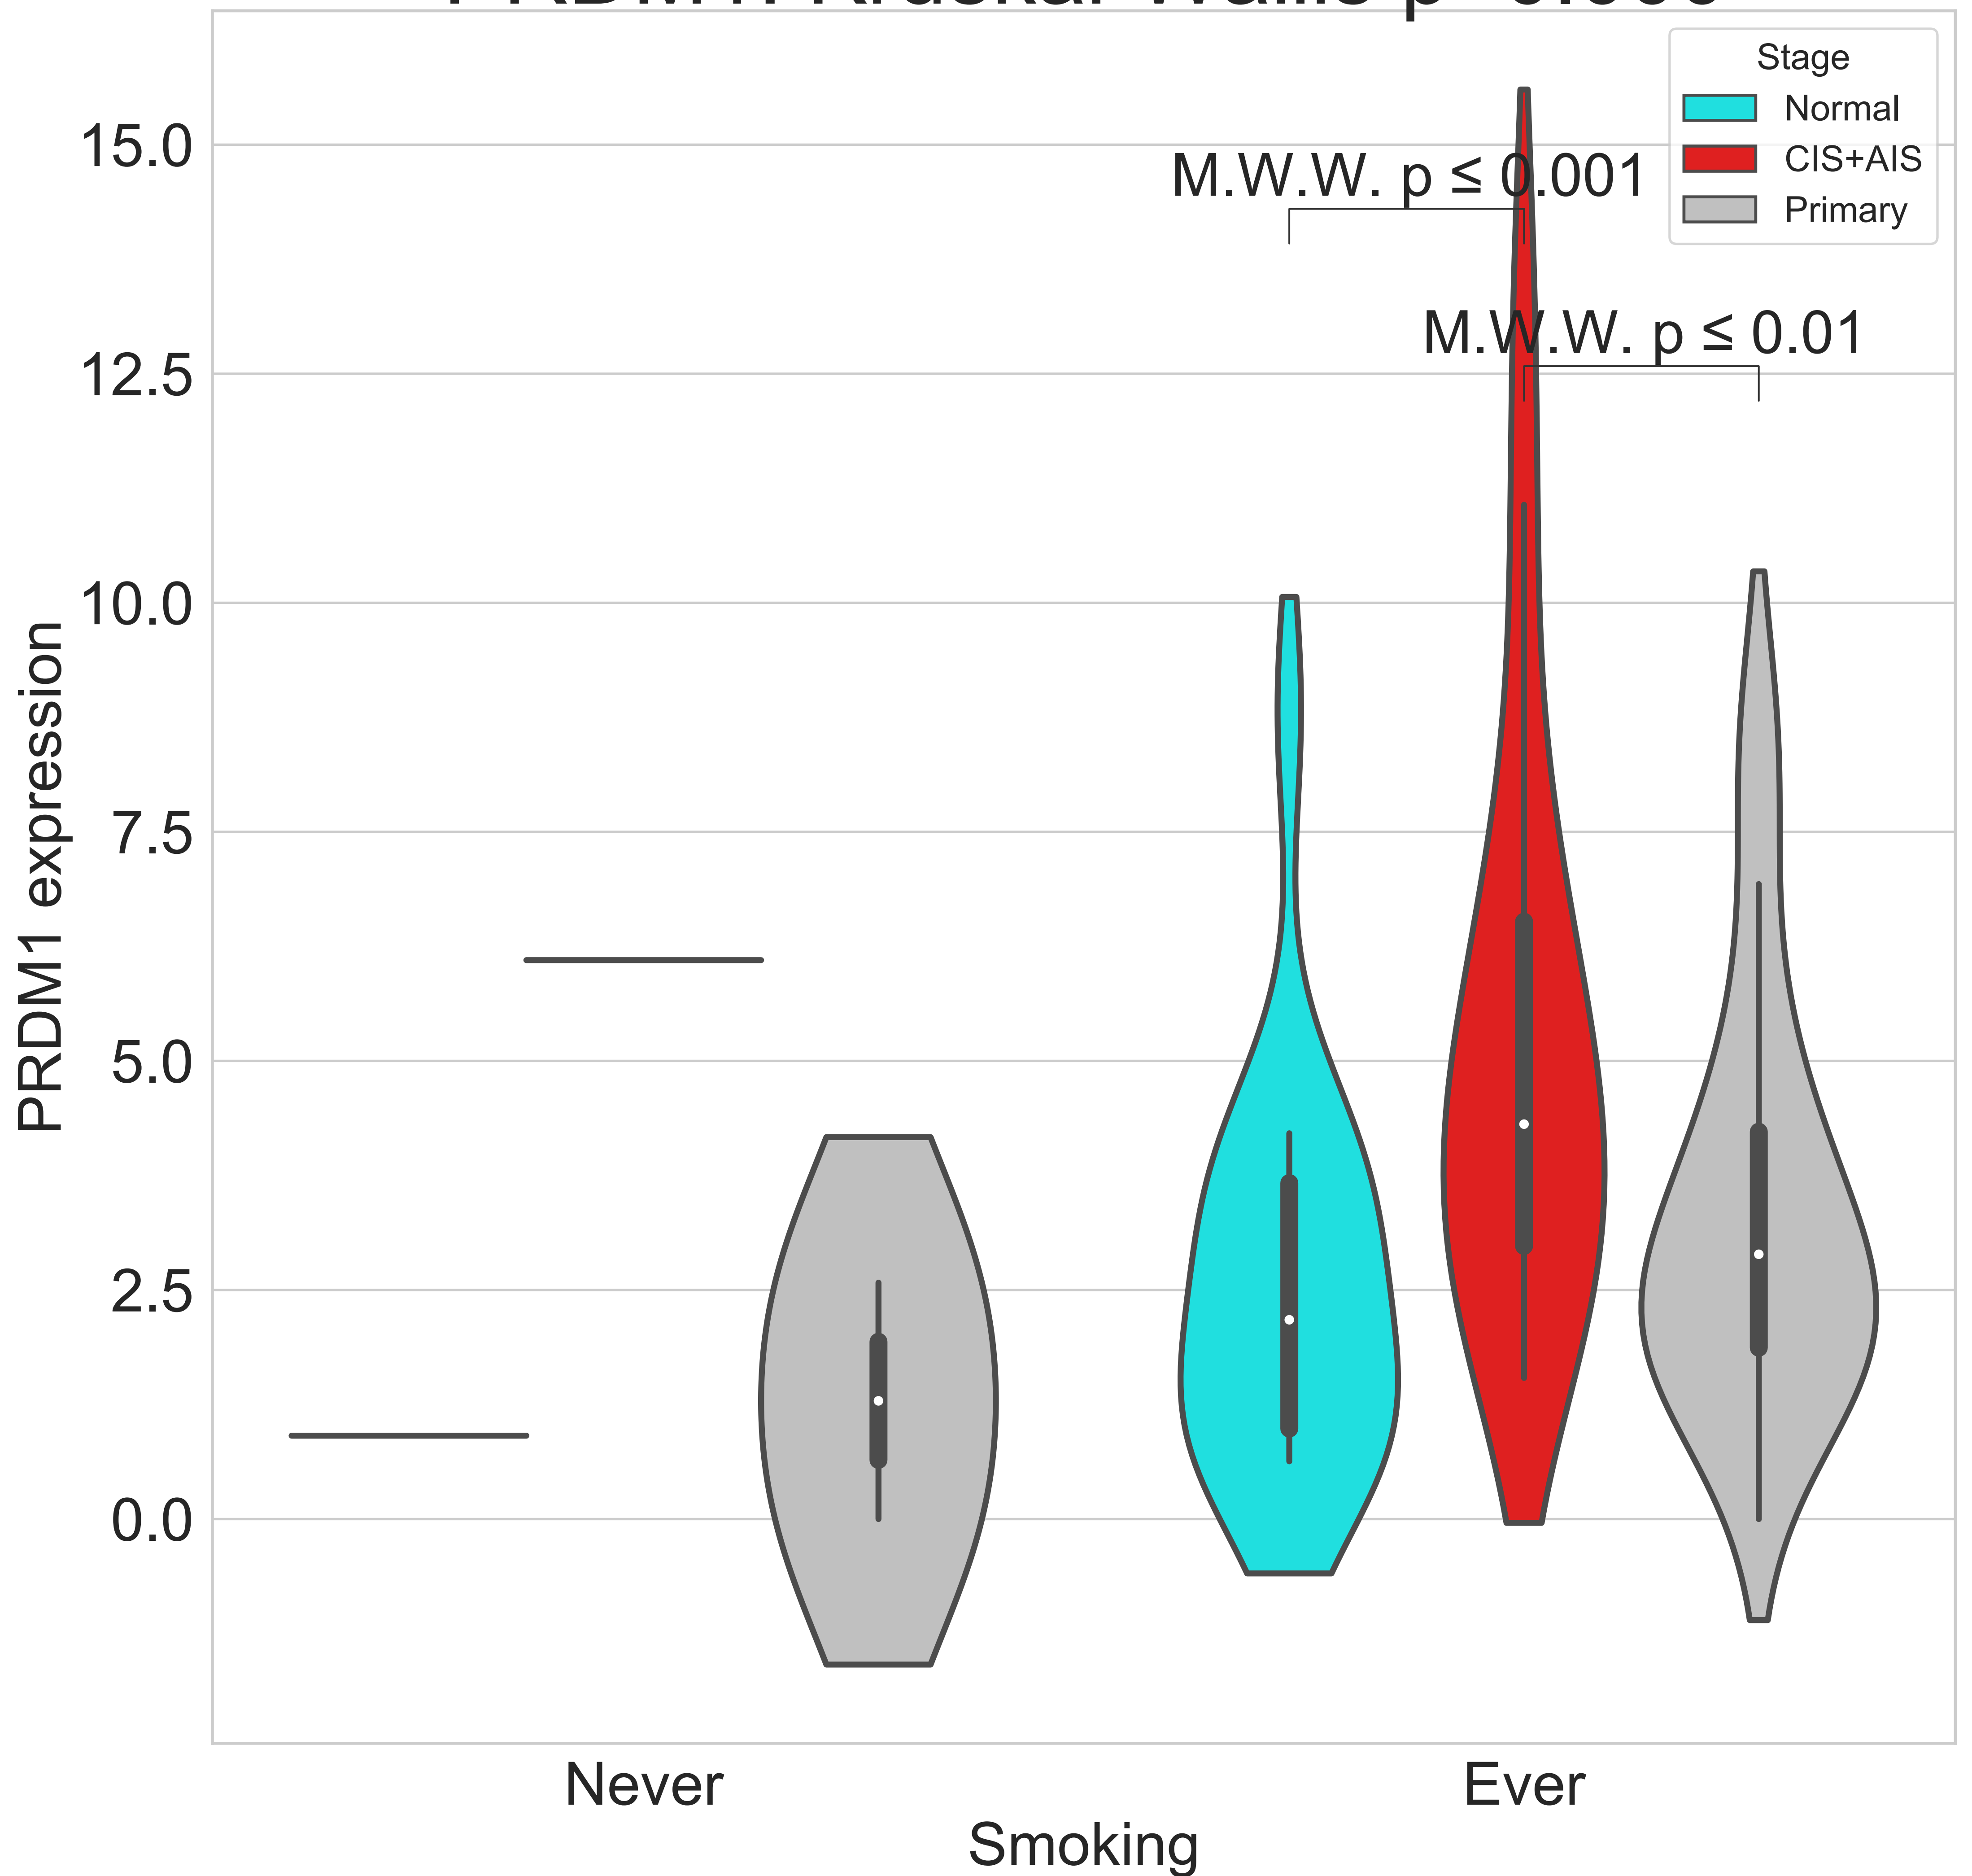 Stage
Normal
CIS+AIS
Primary
M.W.W. p ≤ 0.001
M.W.W. p ≤ 0.01
15.0
12.5
10.0
7.5
5.0
2.5
0.0
PRDM1 expression
Never
Ever
Smoking